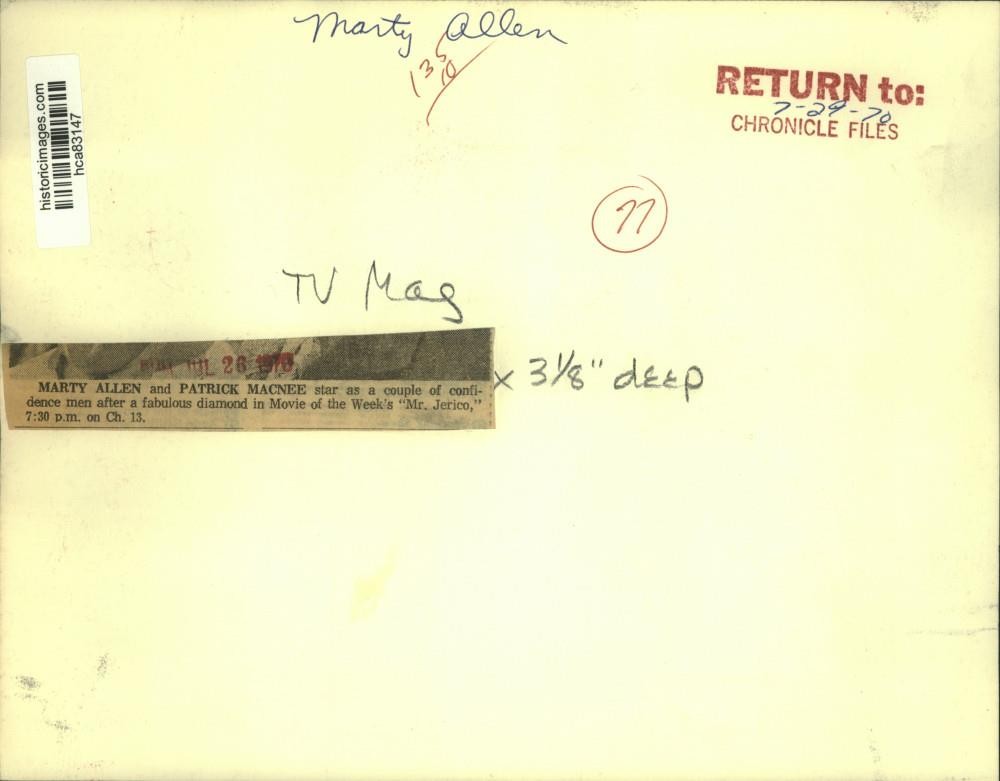 Marty Allen
135
10
RETURN to:
7-29-70
CHRONICLE FILES
historicimages.com
hca83147
77
TV Mag
JUL 26 1970
MARTY ALLEN and PATRICK MACNEE star as a couple of confi-
dence men after a fabulous diamond in Movie of the Week's "Mr. Jerico,"
7:30 p.m. on Ch. 13.
x 3 1/8" deep